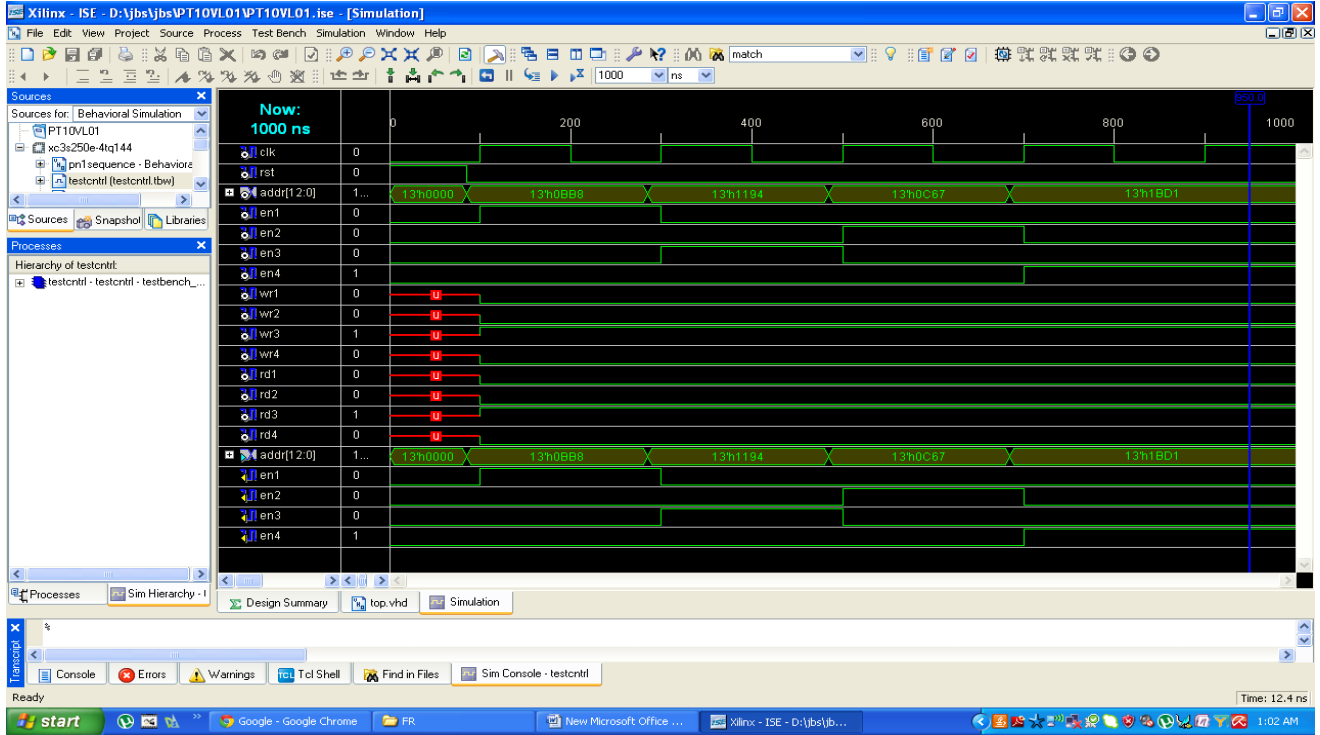 Xilinx - ISE - D:\jbs\jbs\PT10VL01\PT10VL01.ise - [Simulation]
File Edit View Project Source Process Test Bench Simulation Window Help
match
1000 ns
Sources
Sources for: Behavioral Simulation
PT10VL01
xc3s250e-4tq144
pn1sequence - Behaviora
testcntrl (testcntrl.tbw)
Sources Snapshot Libraries
Processes
Hierarchy of testcntrl:
testcntrl - testcntrl - testbench_...
Processes Sim Hierarchy - t
Now:
1000 ns
950.0
0 200 400 600 800 1000
clk 0
rst 0
addr[12:0] 1... 13'h0000 13'h0BB8 13'h1194 13'h0C67 13'h1BD1
en1 0
en2 0
en3 0
en4 1
wr1 0 U
wr2 0 U
wr3 1 U
wr4 0 U
rd1 0 U
rd2 0 U
rd3 1 U
rd4 0 U
addr[12:0] 1... 13'h0000 13'h0BB8 13'h1194 13'h0C67 13'h1BD1
en1 0
en2 0
en3 0
en4 1
Design Summary top.vhd Simulation
Transcript
%
Console Errors Warnings Tcl Shell Find in Files Sim Console - testcntrl
Ready
Time: 12.4 ns
start Google - Google Chrome FR New Microsoft Office ... Xilinx - ISE - D:\jbs\jb... 1:02 AM